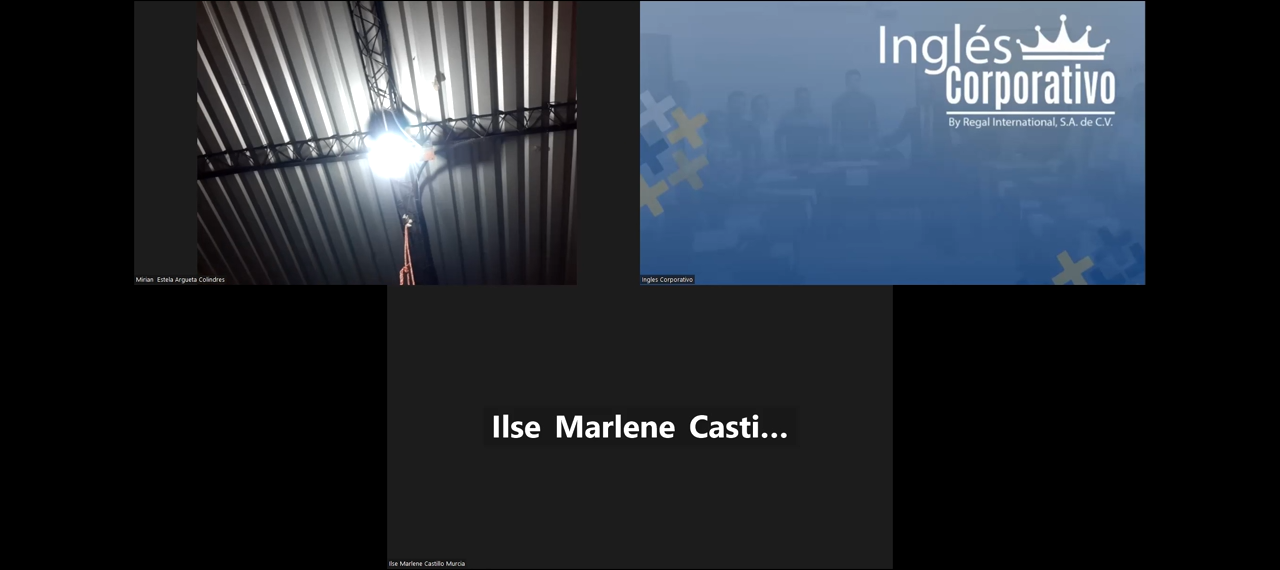 Inglés
Corporativo
By Regal International, S.A. de C.V.
Mirian Estela Argueta Colindres
Ingles Corporativo
Ilse Marlene Casti...
Ilse Marlene Castillo Murcia